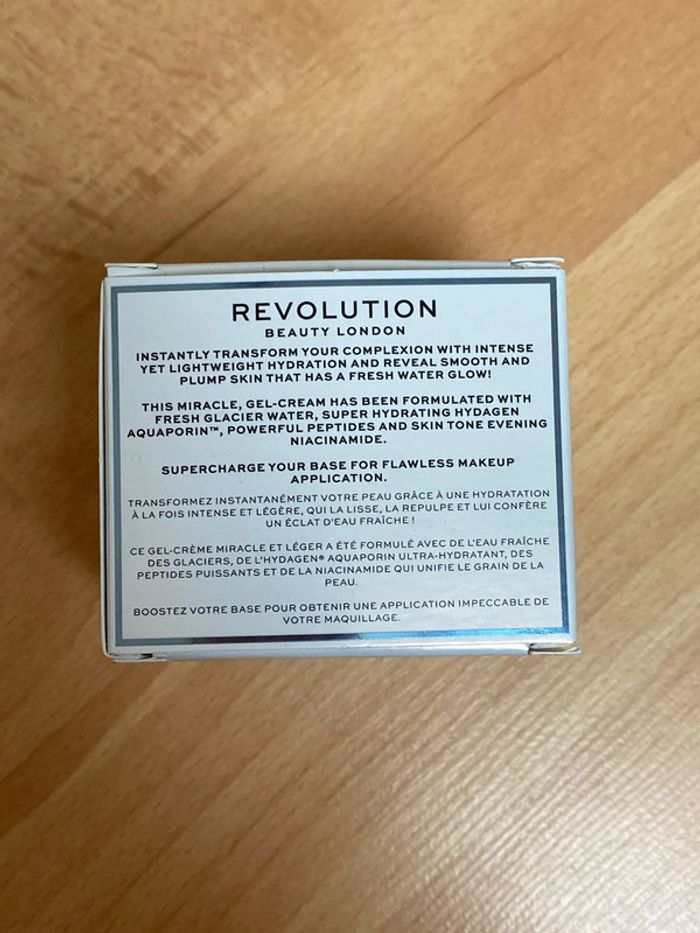 REVOLUTION
BEAUTY LONDON
INSTANTLY TRANSFORM YOUR COMPLEXION WITH INTENSE
YET LIGHTWEIGHT HYDRATION AND REVEAL SMOOTH AND
PLUMP SKIN THAT HAS A FRESH WATER GLOW!
THIS MIRACLE, GEL-CREAM HAS BEEN FORMULATED WITH
FRESH GLACIER WATER, SUPER HYDRATING HYDAGEN
AQUAPORIN™, POWERFUL PEPTIDES AND SKIN TONE EVENING
NIACINAMIDE.
SUPERCHARGE YOUR BASE FOR FLAWLESS MAKEUP
APPLICATION.
TRANSFORMEZ INSTANTANÉMENT VOTRE PEAU GRÂCE À UNE HYDRATATION
À LA FOIS INTENSE ET LÉGÈRE, QUI LA LISSE, LA REPULPE ET LUI CONFÈRE
UN ÉCLAT D'EAU FRAÎCHE !
CE GEL-CRÈME MIRACLE ET LÉGER A ÉTÉ FORMULÉ AVEC DE L'EAU FRAÎCHE
DES GLACIERS, DE L'HYDAGEN® AQUAPORIN ULTRA-HYDRATANT, DES
PEPTIDES PUISSANTS ET DE LA NIACINAMIDE QUI UNIFIE LE GRAIN DE LA
PEAU.
BOOSTEZ VOTRE BASE POUR OBTENIR UNE APPLICATION IMPECCABLE DE
VOTRE MAQUILLAGE.